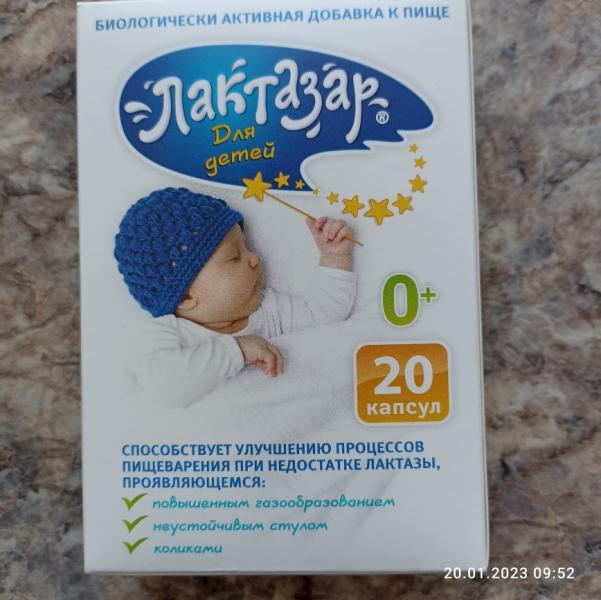 БИОЛОГИЧЕСКИ АКТИВНАЯ ДОБАВКА К ПИЩЕ
Лактазар®
Для
детей
0+
20
капсул
СПОСОБСТВУЕТ УЛУЧШЕНИЮ ПРОЦЕССОВ
ПИЩЕВАРЕНИЯ ПРИ НЕДОСТАТКЕ ЛАКТАЗЫ,
ПРОЯВЛЯЮЩЕМСЯ:
повышенным газообразованием
неустойчивым стулом
коликами
20.01.2023 09:52